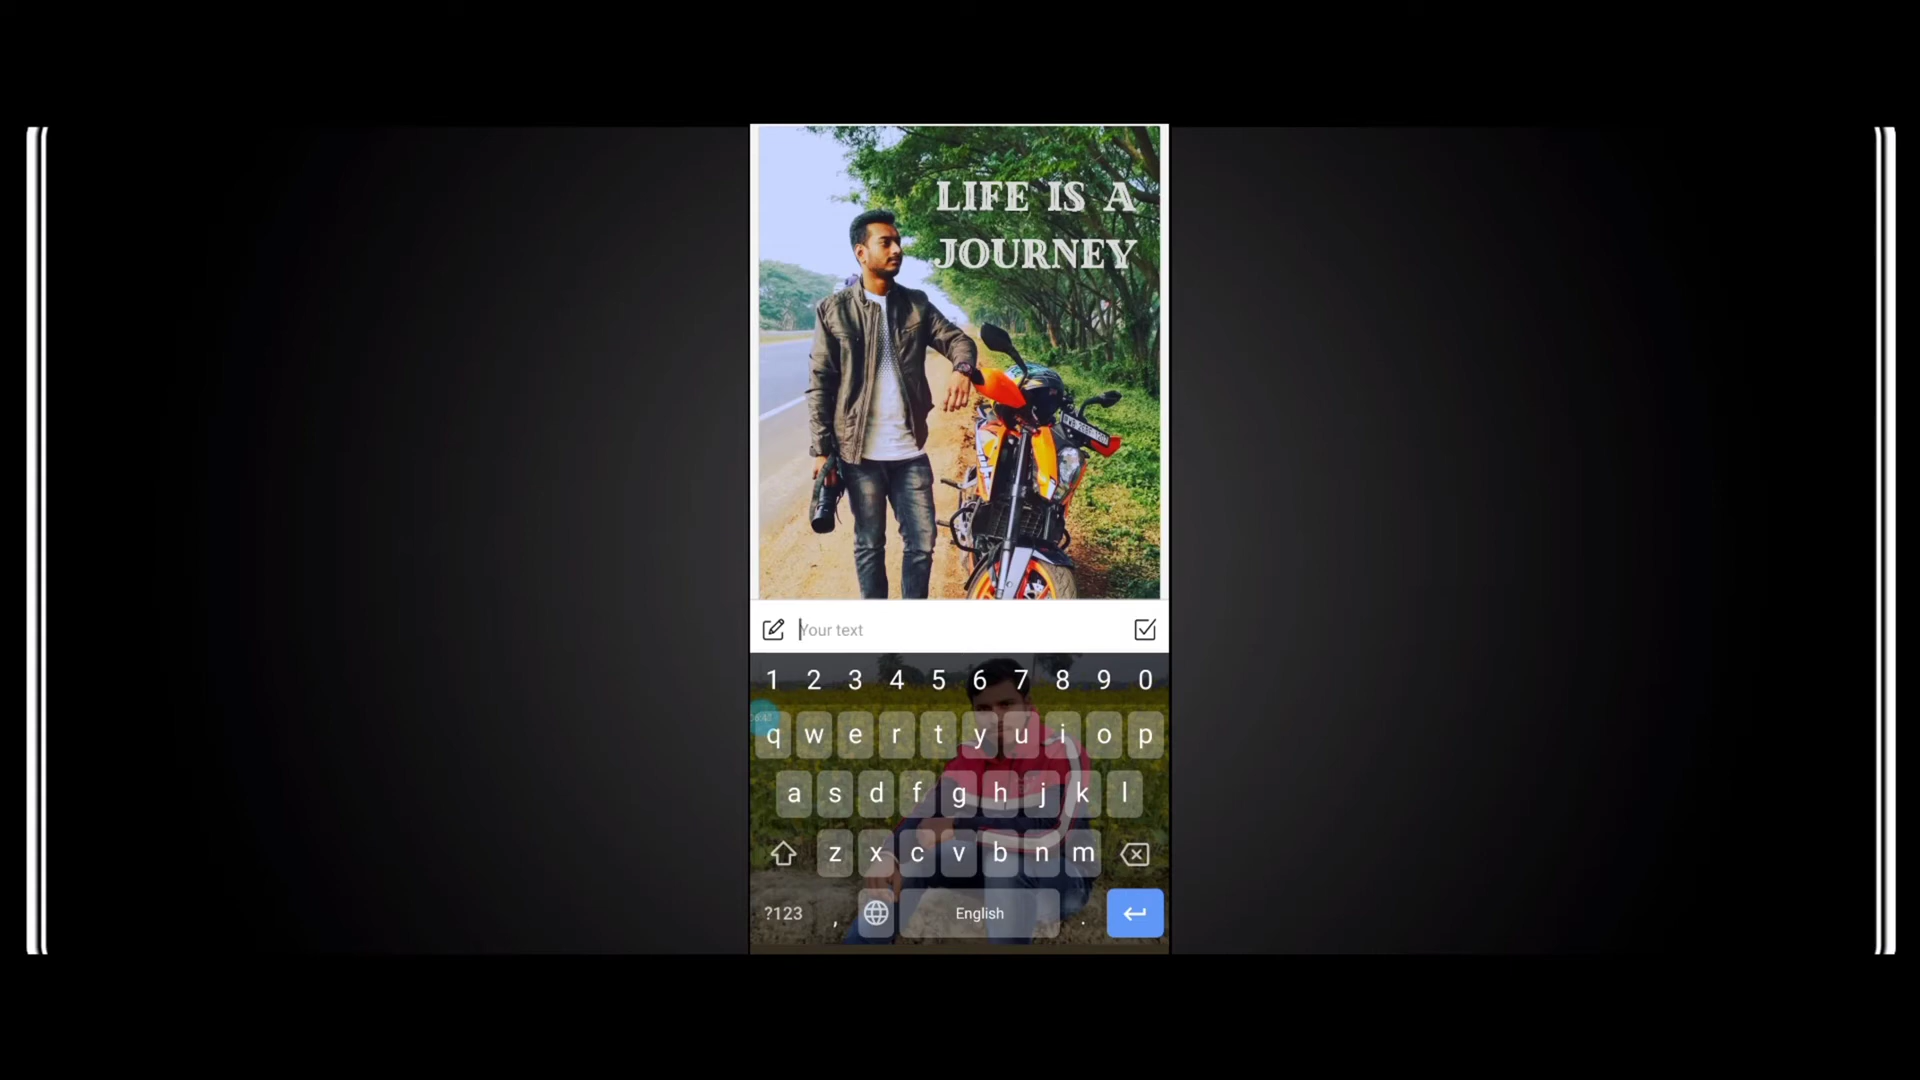 LIFE IS A
JOURNEY
Your text
1 2 3 4 5 6 7 8 9 0
q w e r t y u i o p
a s d f g h j k l
z x c v b n m
?123 , English .